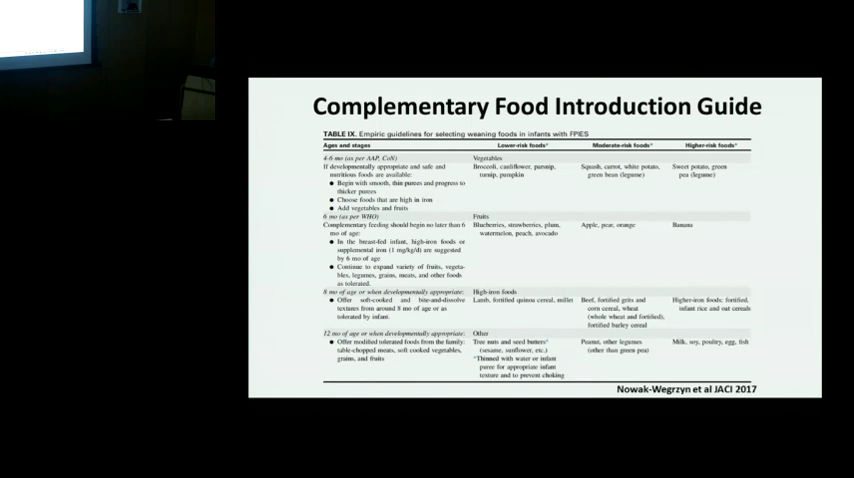 Complementary Food Introduction Guide
TABLE IX. Empiric guidelines for selecting weaning foods in infants with FPIES
Ages and stages Lower-risk foods* Moderate-risk foods* Higher-risk foods*
4-6 mo (as per AAP, CoN) Vegetables
If developmentally appropriate and safe and Broccoli, cauliflower, parsnip, Squash, carrot, white potato, Sweet potato, green
nutritious foods are available: turnip, pumpkin green bean (legume) pea (legume)
● Begin with smooth, thin purees and progress to
thicker purees
● Choose foods that are high in iron
● Add vegetables and fruits
6 mo (as per WHO) Fruits
Complementary feeding should begin no later than 6 Blueberries, strawberries, plum, Apple, pear, orange Banana
mo of age: watermelon, peach, avocado
● In the breast-fed infant, high-iron foods or
supplemental iron (1 mg/kg/d) are suggested
by 6 mo of age
● Continue to expand variety of fruits, vegeta-
bles, legumes, grains, meats, and other foods
as tolerated.
8 mo of age or when developmentally appropriate: High-iron foods
● Offer soft-cooked and bite-and-dissolve Lamb, fortified quinoa cereal, millet Beef, fortified grits and Higher-iron foods: fortified,
textures from around 8 mo of age or as corn cereal, wheat infant rice and oat cereals
tolerated by infant. (whole wheat and fortified),
fortified barley cereal
12 mo of age or when developmentally appropriate: Other
● Offer modified tolerated foods from the family: Tree nuts and seed butters* Peanut, other legumes Milk, soy, poultry, egg, fish
table-chopped meats, soft cooked vegetables, (sesame, sunflower, etc.) (other than green pea)
grains, and fruits *Thinned with water or infant
puree for appropriate infant
texture and to prevent choking
Nowak-Wegrzyn et al JACI 2017